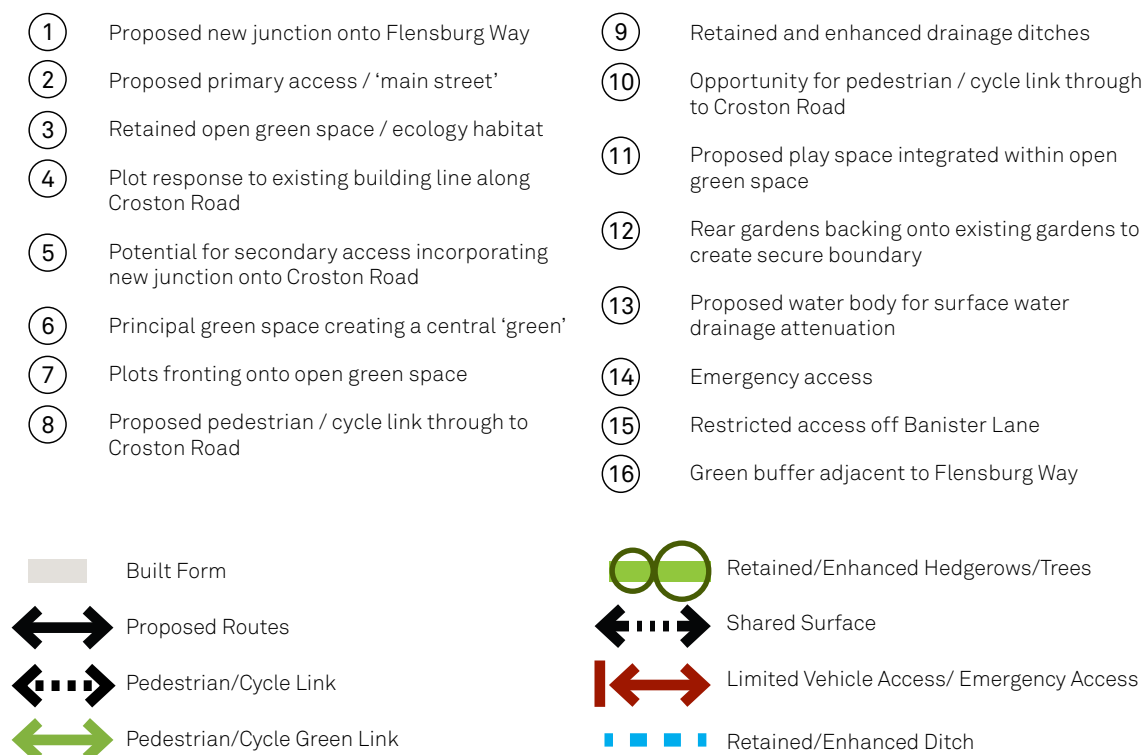 1 Proposed new junction onto Flensburg Way
2 Proposed primary access / ‘main street’
3 Retained open green space / ecology habitat
4 Plot response to existing building line along
Croston Road
5 Potential for secondary access incorporating
new junction onto Croston Road
6 Principal green space creating a central ‘green’
7 Plots fronting onto open green space
8 Proposed pedestrian / cycle link through to
Croston Road
9 Retained and enhanced drainage ditches
10 Opportunity for pedestrian / cycle link through
to Croston Road
11 Proposed play space integrated within open
green space
12 Rear gardens backing onto existing gardens to
create secure boundary
13 Proposed water body for surface water
drainage attenuation
14 Emergency access
15 Restricted access off Banister Lane
16 Green buffer adjacent to Flensburg Way
Built Form
Proposed Routes
Pedestrian/Cycle Link
Pedestrian/Cycle Green Link
Retained/Enhanced Hedgerows/Trees
Shared Surface
Limited Vehicle Access/ Emergency Access
Retained/Enhanced Ditch